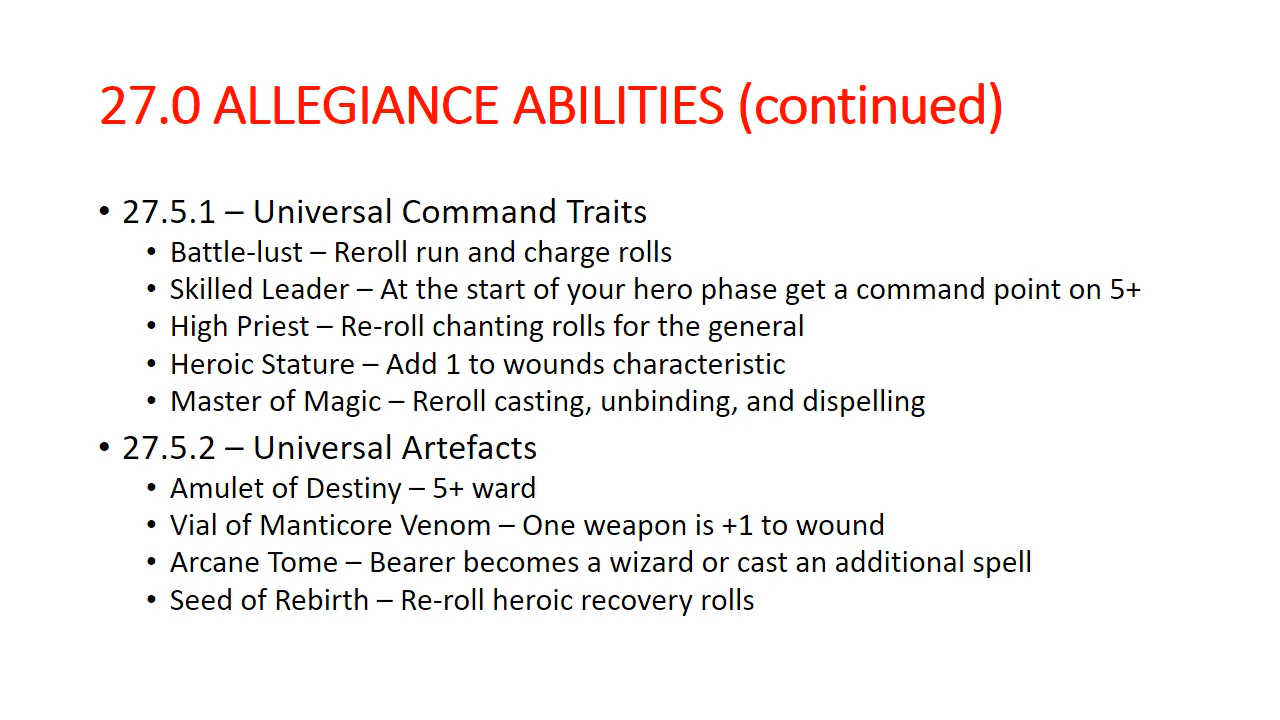 27.0 ALLEGIANCE ABILITIES (continued)
• 27.5.1 – Universal Command Traits
• Battle-lust – Reroll run and charge rolls
• Skilled Leader – At the start of your hero phase get a command point on 5+
• High Priest – Re-roll chanting rolls for the general
• Heroic Stature – Add 1 to wounds characteristic
• Master of Magic – Reroll casting, unbinding, and dispelling
• 27.5.2 – Universal Artefacts
• Amulet of Destiny – 5+ ward
• Vial of Manticore Venom – One weapon is +1 to wound
• Arcane Tome – Bearer becomes a wizard or cast an additional spell
• Seed of Rebirth – Re-roll heroic recovery rolls